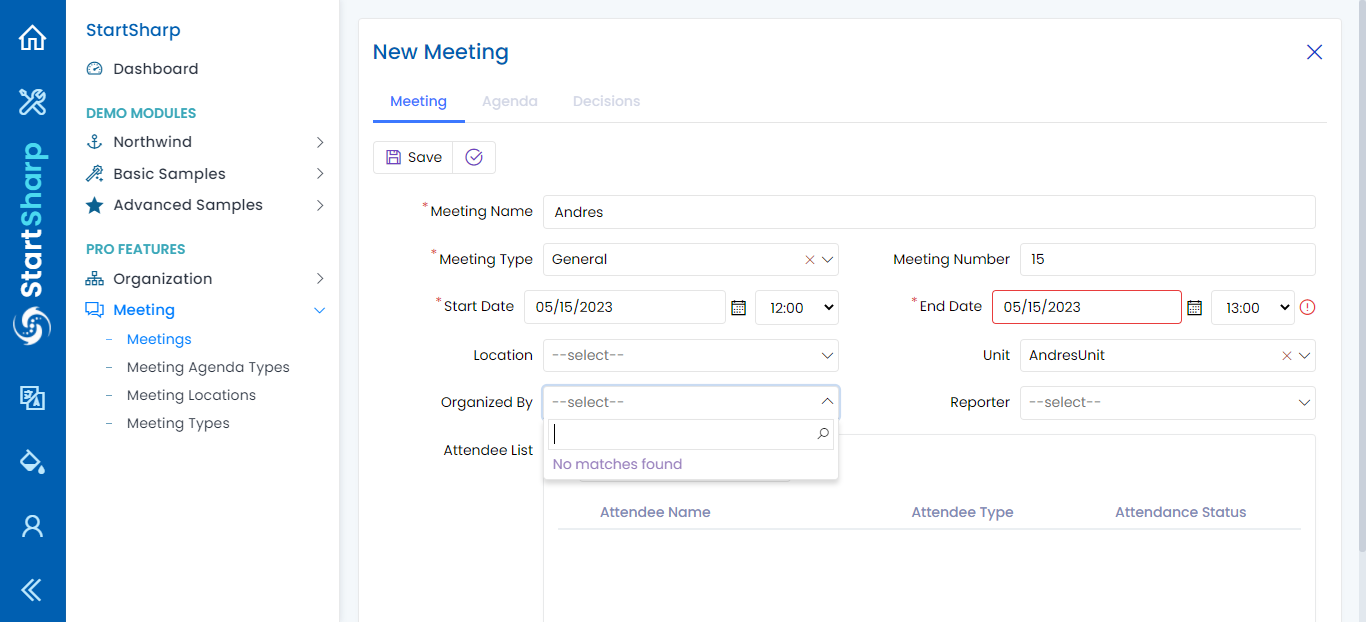 StartSharp
StartSharp
Dashboard
DEMO MODULES
Northwind
Basic Samples
Advanced Samples
PRO FEATURES
Organization
Meeting
– Meetings
– Meeting Agenda Types
– Meeting Locations
– Meeting Types
New Meeting
Meeting Agenda Decisions
Save
* Meeting Name Andres
* Meeting Type General Meeting Number 15
* Start Date 05/15/2023 12:00 * End Date 05/15/2023 13:00
Location --select-- Unit AndresUnit
Organized By --select-- Reporter --select--
Attendee List
No matches found
Attendee Name Attendee Type Attendance Status